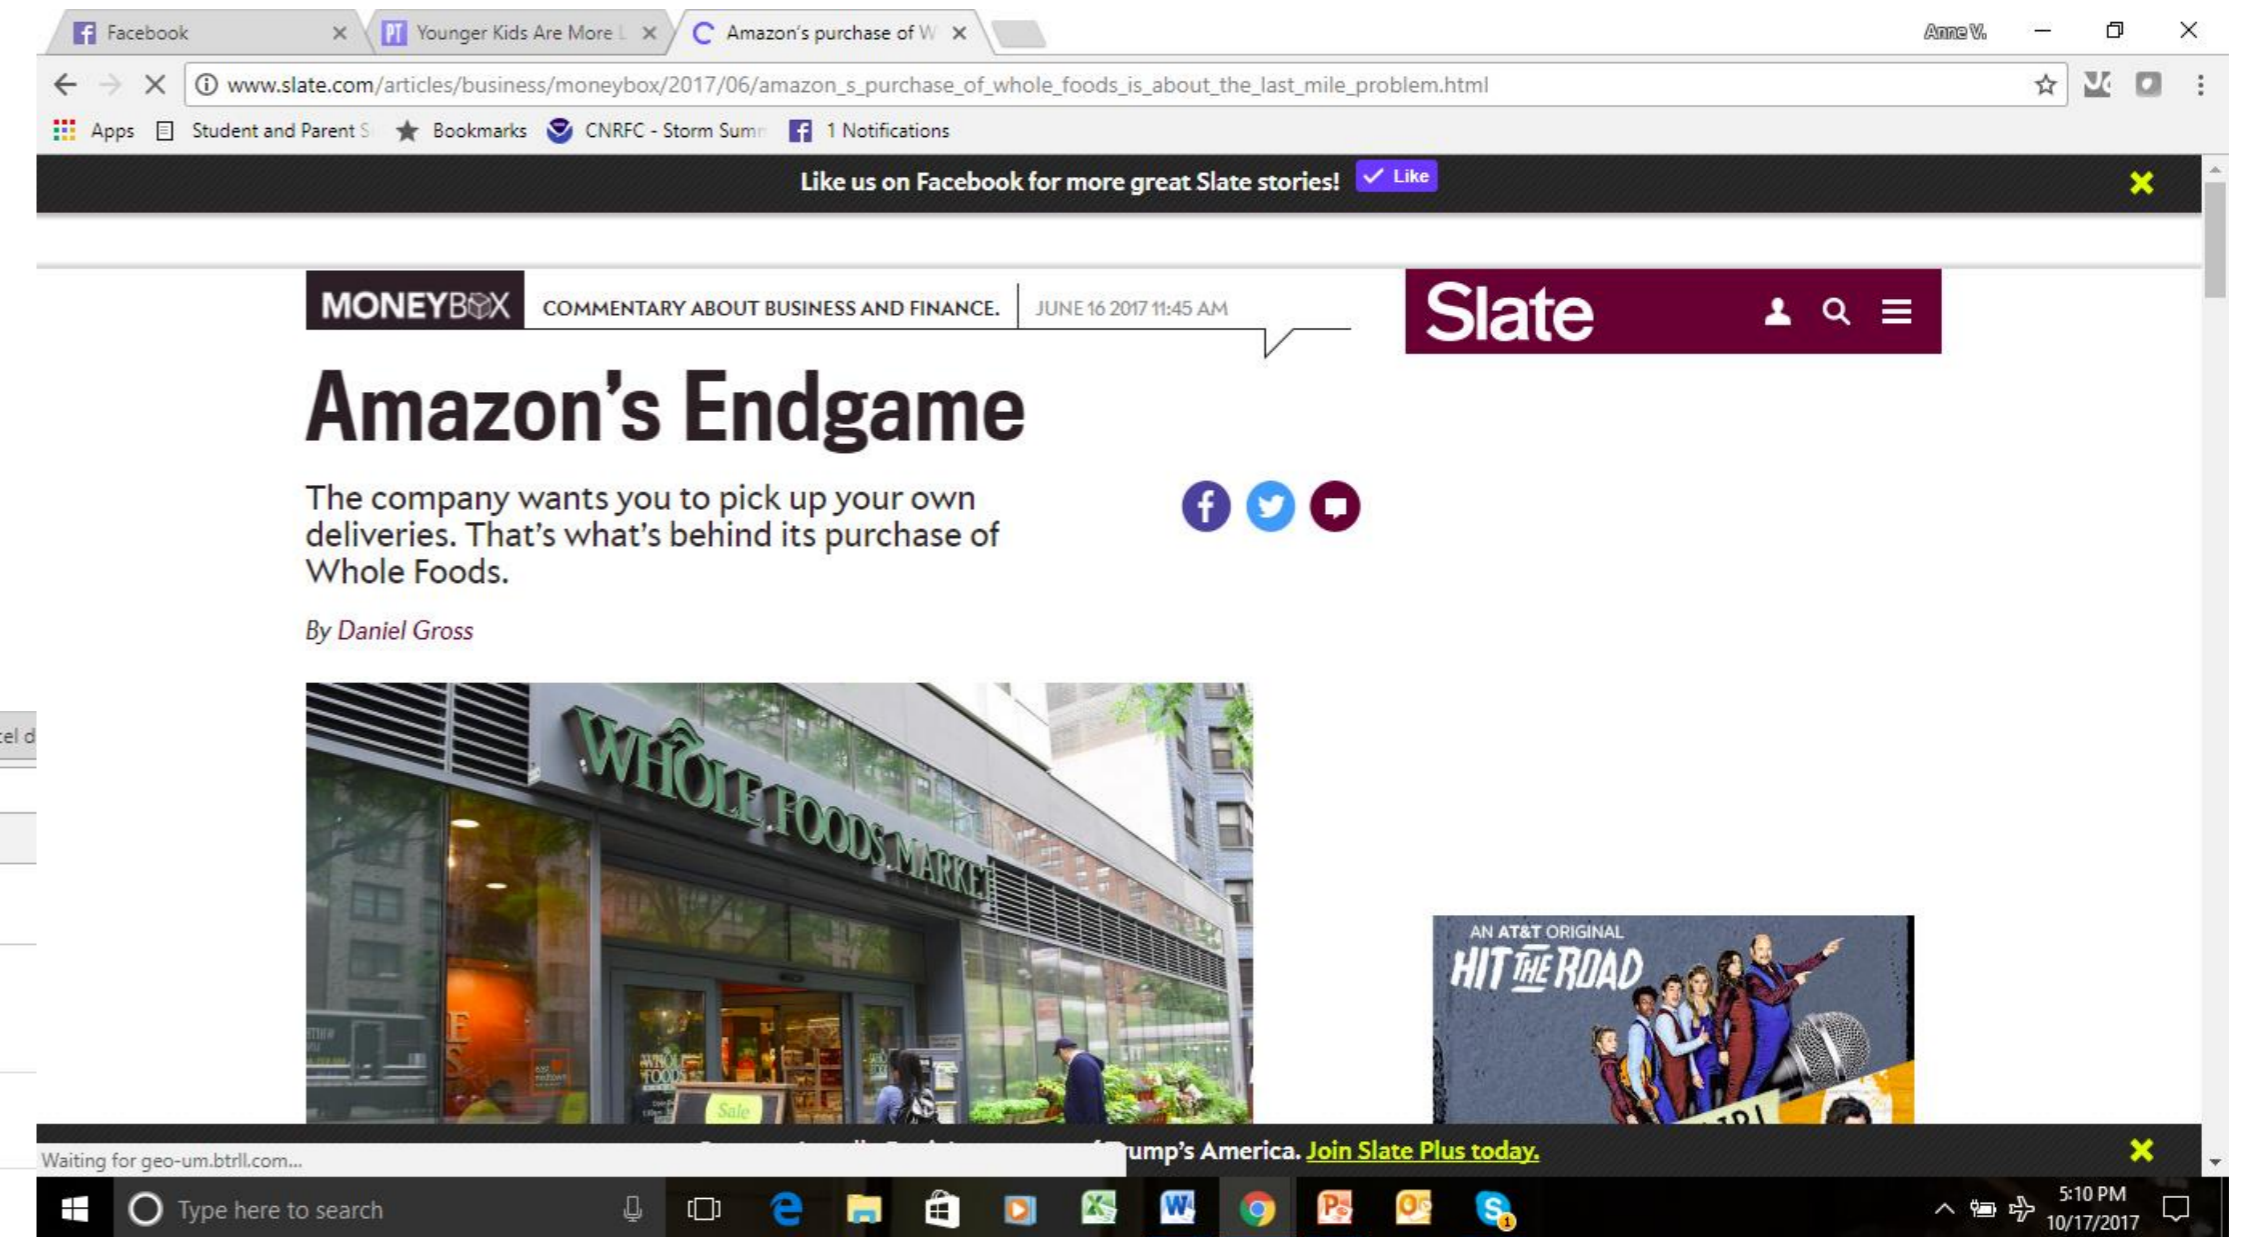 Facebook
Younger Kids Are More L
Amazon's purchase of W
Anne V.
www.slate.com/articles/business/moneybox/2017/06/amazon_s_purchase_of_whole_foods_is_about_the_last_mile_problem.html
Apps
Student and Parent S
Bookmarks
CNRFC - Storm Sum
1 Notifications
Like us on Facebook for more great Slate stories!
Like
MONEYBOX
COMMENTARY ABOUT BUSINESS AND FINANCE.
JUNE 16 2017 11:45 AM
Slate
Amazon's Endgame
The company wants you to pick up your own
deliveries. That's what's behind its purchase of
Whole Foods.
By Daniel Gross
WHOLE FOODS MARKET
WHOLE
FOODS
Sale
AN AT&T ORIGINAL
HIT THE ROAD
Trump's America. Join Slate Plus today.
Waiting for geo-um.btrll.com...
Type here to search
5:10 PM
10/17/2017